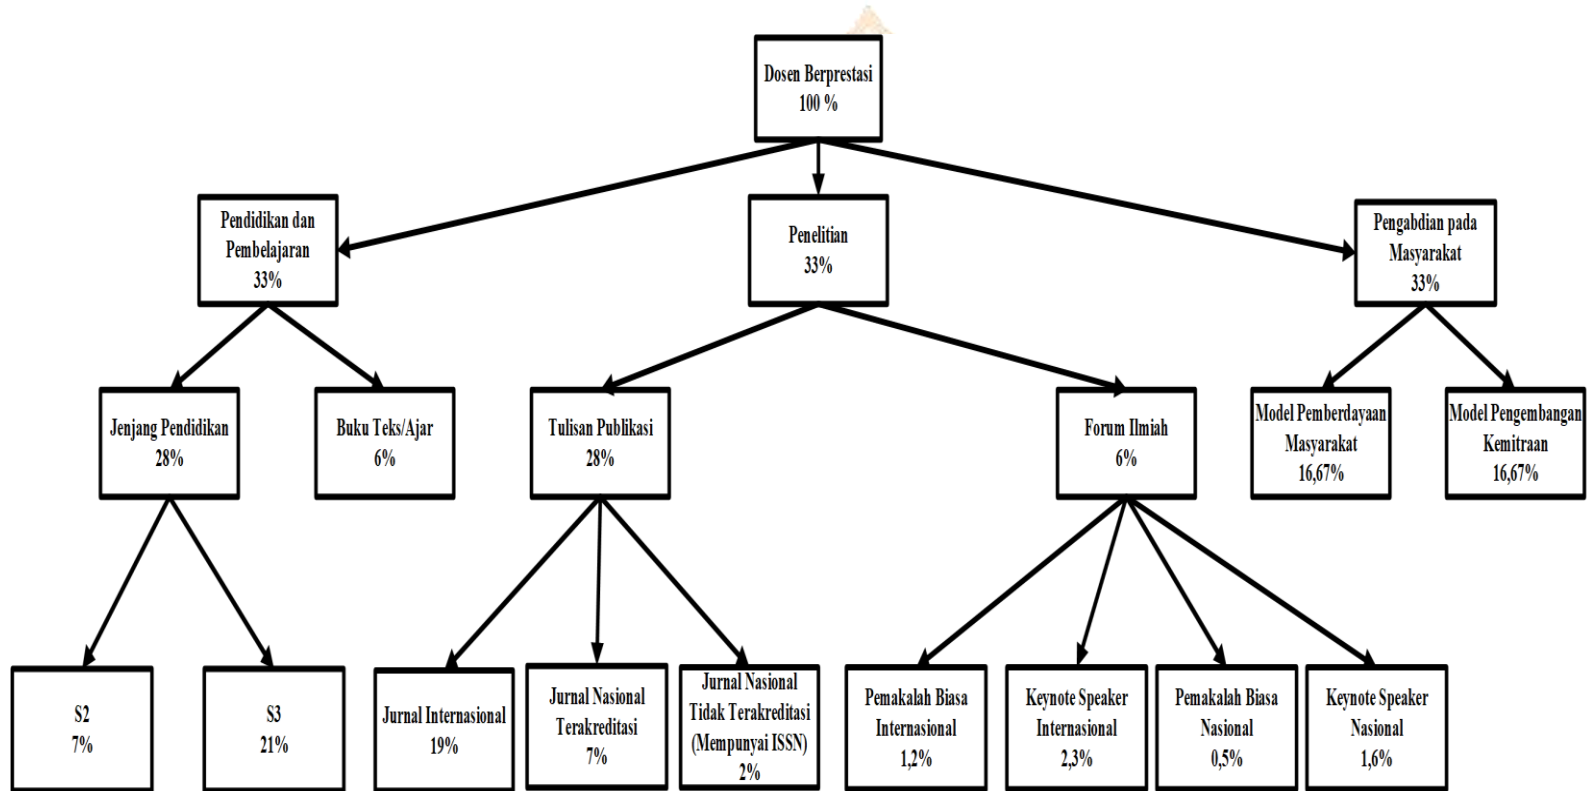 Dosen Berprestasi
100 %
Pendidikan dan
Pembelajaran
33%
Penelitian
33%
Pengabdian pada
Masyarakat
33%
Jenjang Pendidikan
28%
Buku Teks/Ajar
6%
Tulisan Publikasi
28%
Forum Ilmiah
6%
Model Pemberdayaan
Masyarakat
16,67%
Model Pengembangan
Kemitraan
16,67%
S2
7%
S3
21%
Jurnal Internasional
19%
Jurnal Nasional
Terakreditasi
7%
Jurnal Nasional
Tidak Terakreditasi
(Mempunyai ISSN)
2%
Pemakalah Biasa
Internasional
1,2%
Keynote Speaker
Internasional
2,3%
Pemakalah Biasa
Nasional
0,5%
Keynote Speaker
Nasional
1,6%